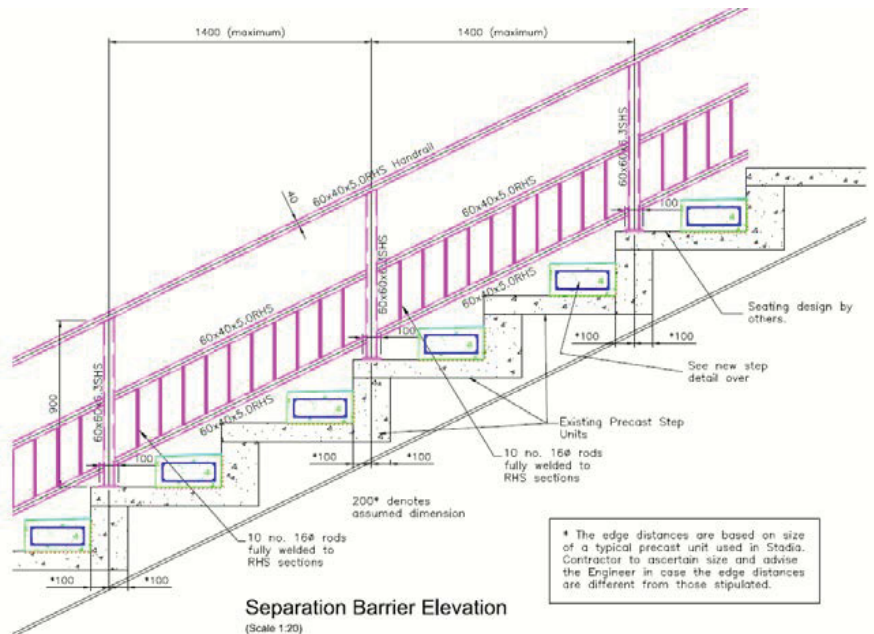 1400 (maximum)
1400 (maximum)
60x40x5.0RHS Handrail
40
60x60x6.3SHS
60x40x5.0RHS
100
60x60x6.3SHS
60x40x5.0RHS
60x40x5.0RHS
100
Seating design by
others.
*100
*100
See new step
detail over
900
60x60x6.3SHS
60x40x5.0RHS
100
Existing Precast Step
Units
*100
*100
10 no. 16ø rods
fully welded to
RHS sections
200* denotes
assumed dimension
10 no. 16ø rods
fully welded to
RHS sections
*100
*100
* The edge distances are based on size
of a typical precast unit used in Stadia.
Contractor to ascertain size and advise
the Engineer in case the edge distances
are different from those stipulated.
Separation Barrier Elevation
(Scale 1:20)